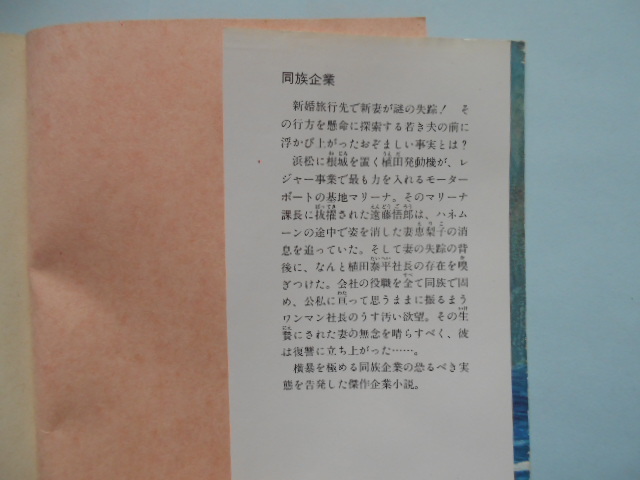 同族企業
新婚旅行先で新妻が謎の失踪！ そ
の行方を懸命に探索する若き夫の前に
浮かび上がったおぞましい事実とは？
浜松に根城を置く植田発動機が、レ
ジャー事業で最も力を入れるモーター
ボートの基地マリーナ。そのマリーナ
課長に抜擢された遠藤悟郎は、ハネム
ーンの途中で姿を消した妻恵梨子の消
息を追っていた。そして妻の失踪の背
後に、なんと植田泰平社長の存在を嗅
ぎつけた。会社の役職を全て同族で固
め、公私に亘って思うままに振るまう
ワンマン社長のうす汚い欲望。その生
贄にされた妻の無念を晴らすべく、彼
は復讐に立ち上がった……。
横暴を極める同族企業の恐るべき実
態を告発した傑作企業小説。